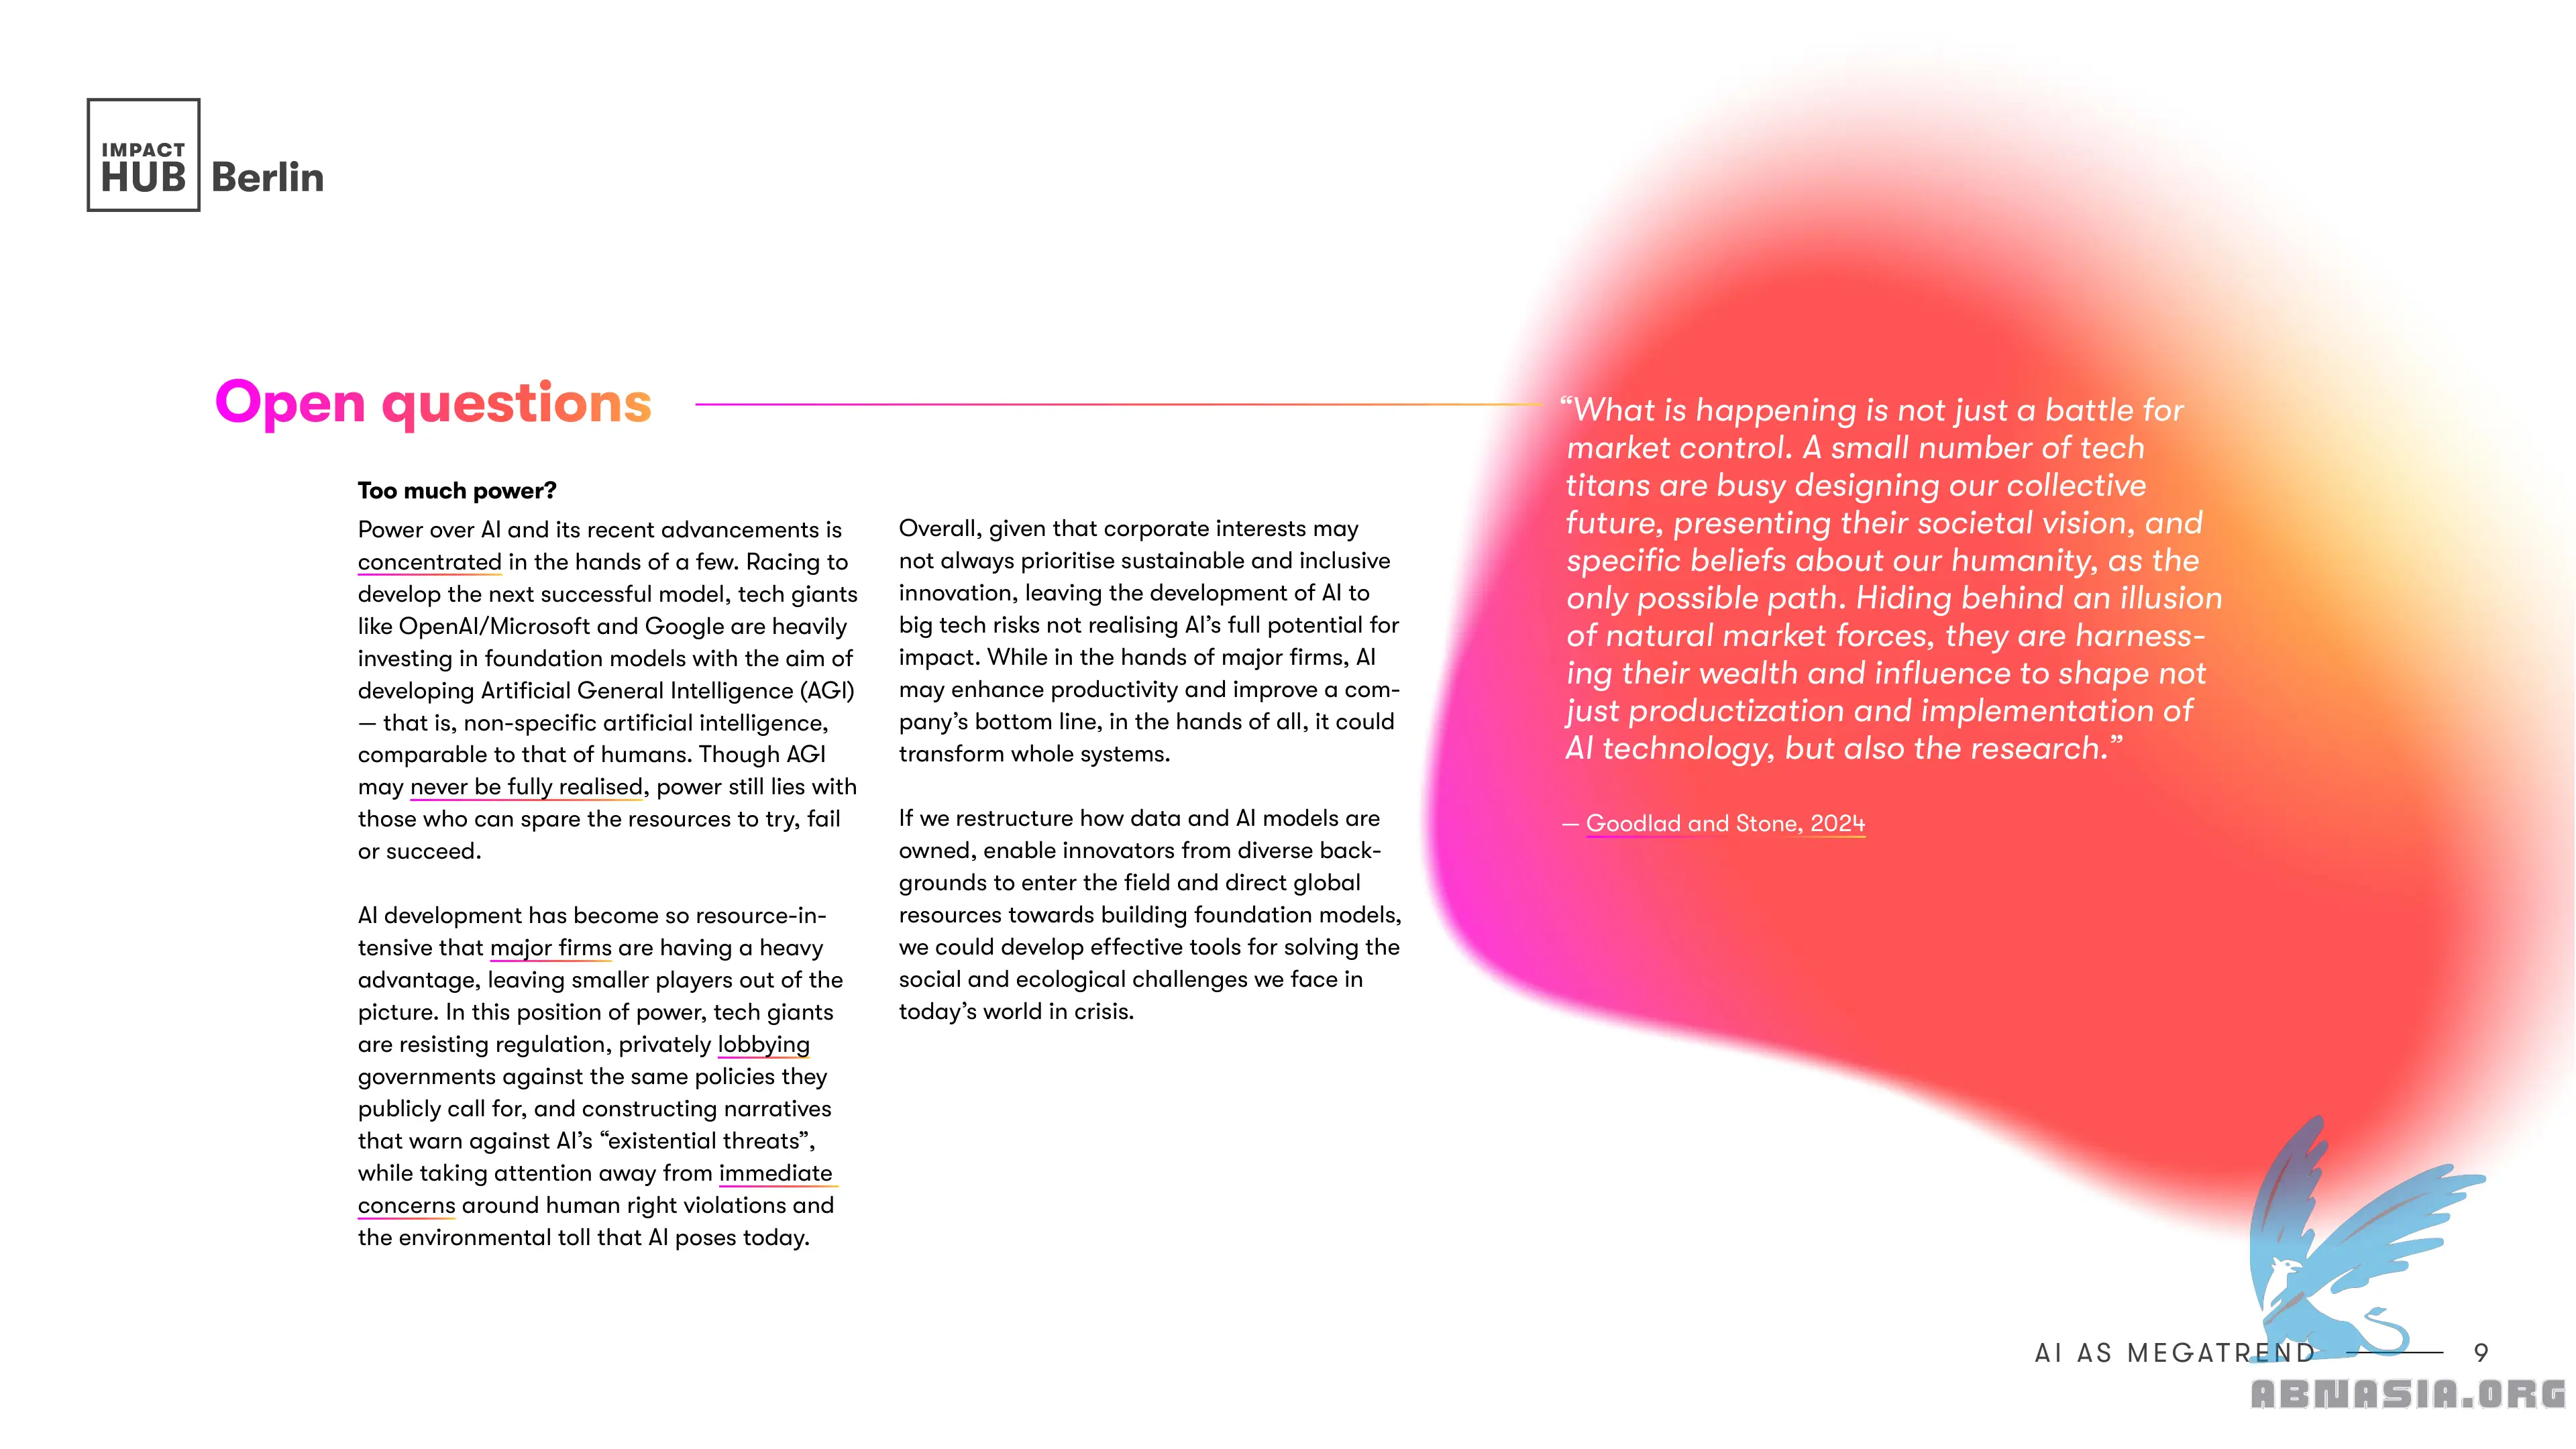 IMPACT
HUB Berlin
Open questions
Too much power?
Power over AI and its recent advancements is
concentrated in the hands of a few. Racing to
develop the next successful model, tech giants
like OpenAI/Microsoft and Google are heavily
investing in foundation models with the aim of
developing Artificial General Intelligence (AGI)
— that is, non-specific artificial intelligence,
comparable to that of humans. Though AGI
may never be fully realised, power still lies with
those who can spare the resources to try, fail
or succeed.
AI development has become so resource-in-
tensive that major firms are having a heavy
advantage, leaving smaller players out of the
picture. In this position of power, tech giants
are resisting regulation, privately lobbying
governments against the same policies they
publicly call for, and constructing narratives
that warn against AI’s “existential threats”,
while taking attention away from immediate
concerns around human right violations and
the environmental toll that AI poses today.
Overall, given that corporate interests may
not always prioritise sustainable and inclusive
innovation, leaving the development of AI to
big tech risks not realising AI’s full potential for
impact. While in the hands of major firms, AI
may enhance productivity and improve a com-
pany’s bottom line, in the hands of all, it could
transform whole systems.
If we restructure how data and AI models are
owned, enable innovators from diverse back-
grounds to enter the field and direct global
resources towards building foundation models,
we could develop effective tools for solving the
social and ecological challenges we face in
today’s world in crisis.
“What is happening is not just a battle for
market control. A small number of tech
titans are busy designing our collective
future, presenting their societal vision, and
specific beliefs about our humanity, as the
only possible path. Hiding behind an illusion
of natural market forces, they are harness-
ing their wealth and influence to shape not
just productization and implementation of
AI technology, but also the research.”
— Goodlad and Stone, 2024
AI AS MEGATREND 9
ABNASIA.ORG